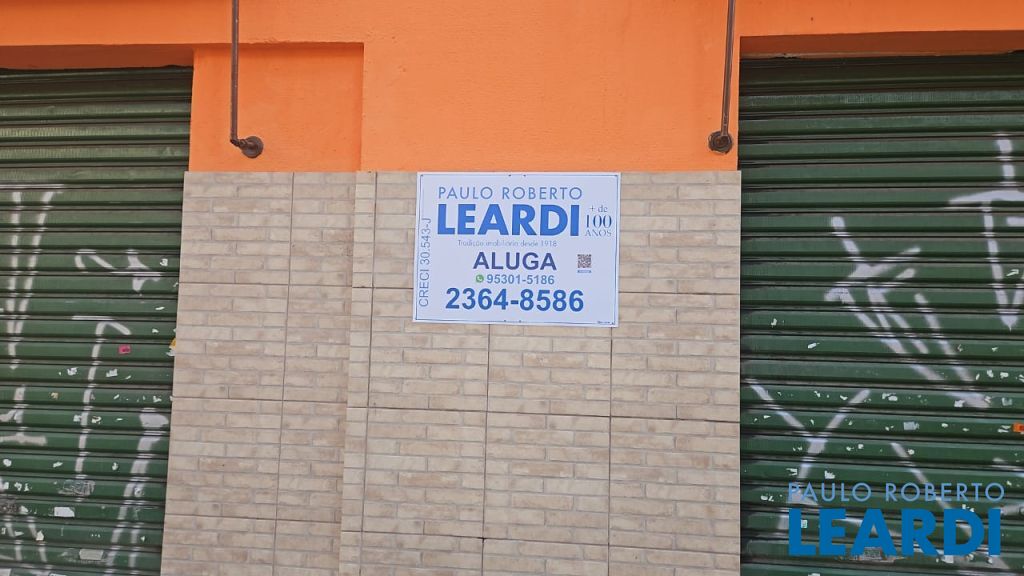 PAULO ROBERTO
LEARDI
+ de
100
ANOS
Tradição imobiliária desde 1918
ALUGA
95301-5186
2364-8586
CRECI 30.543-J
PAULO ROBERTO
LEARDI